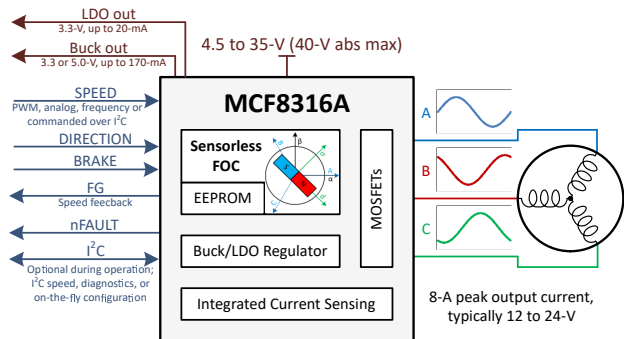 LDO out
3.3-V, up to 20-mA
Buck out
3.3 or 5.0-V, up to 170-mA
4.5 to 35-V (40-V abs max)
SPEED
PWM, analog, frequency or
commanded over I²C
DIRECTION
BRAKE
FG
Speed feecback
nFAULT
I²C
Optional during operation;
I²C speed, diagnostics, or
on-the-fly configuration
MCF8316A
Sensorless
FOC
EEPROM
β
A
α
S
N
MOSFETs
Buck/LDO Regulator
Integrated Current Sensing
A
B
C
8-A peak output current,
typically 12 to 24-V